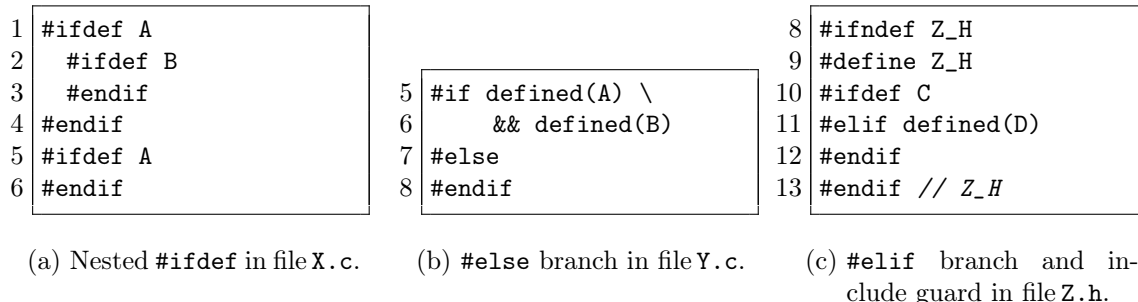 1 #ifdef A
2   #ifdef B
3   #endif
4 #endif
5 #ifdef A
6 #endif
(a) Nested #ifdef in file X.c.
5 #if defined(A) \
6     && defined(B)
7 #else
8 #endif
(b) #else branch in file Y.c.
8 #ifndef Z_H
9 #define Z_H
10 #ifdef C
11 #elif defined(D)
12 #endif
13 #endif // Z_H
(c) #elif branch and in-
clude guard in file Z.h.